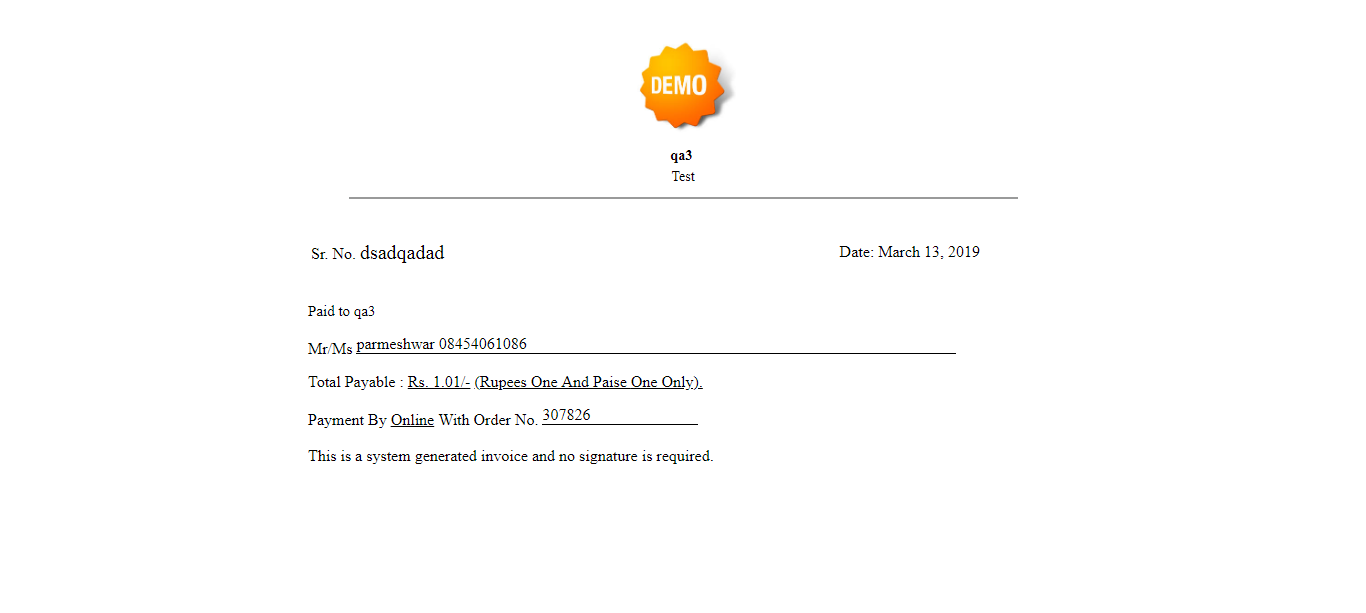 DEMO
qa3
Test
Sr. No. dsadqadad
Date: March 13, 2019
Paid to qa3
Mr/Ms parmeshwar 08454061086
Total Payable : Rs. 1.01/- (Rupees One And Paise One Only).
Payment By Online With Order No. 307826
This is a system generated invoice and no signature is required.